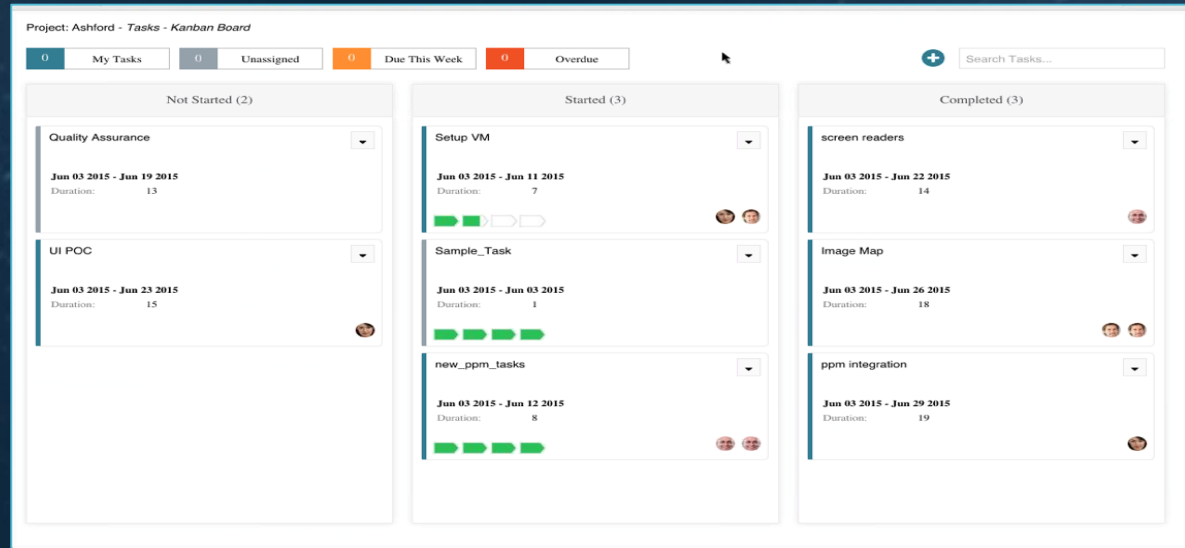 Project: Ashford - Tasks - Kanban Board
0 My Tasks 0 Unassigned 0 Due This Week 0 Overdue Search Tasks...
Not Started (2)
Quality Assurance
Jun 03 2015 - Jun 19 2015
Duration: 13
UI POC
Jun 03 2015 - Jun 23 2015
Duration: 15
Started (3)
Setup VM
Jun 03 2015 - Jun 11 2015
Duration: 7
Sample_Task
Jun 03 2015 - Jun 03 2015
Duration: 1
new_ppm_tasks
Jun 03 2015 - Jun 12 2015
Duration: 8
Completed (3)
screen readers
Jun 03 2015 - Jun 22 2015
Duration: 14
Image Map
Jun 03 2015 - Jun 26 2015
Duration: 18
ppm integration
Jun 03 2015 - Jun 29 2015
Duration: 19